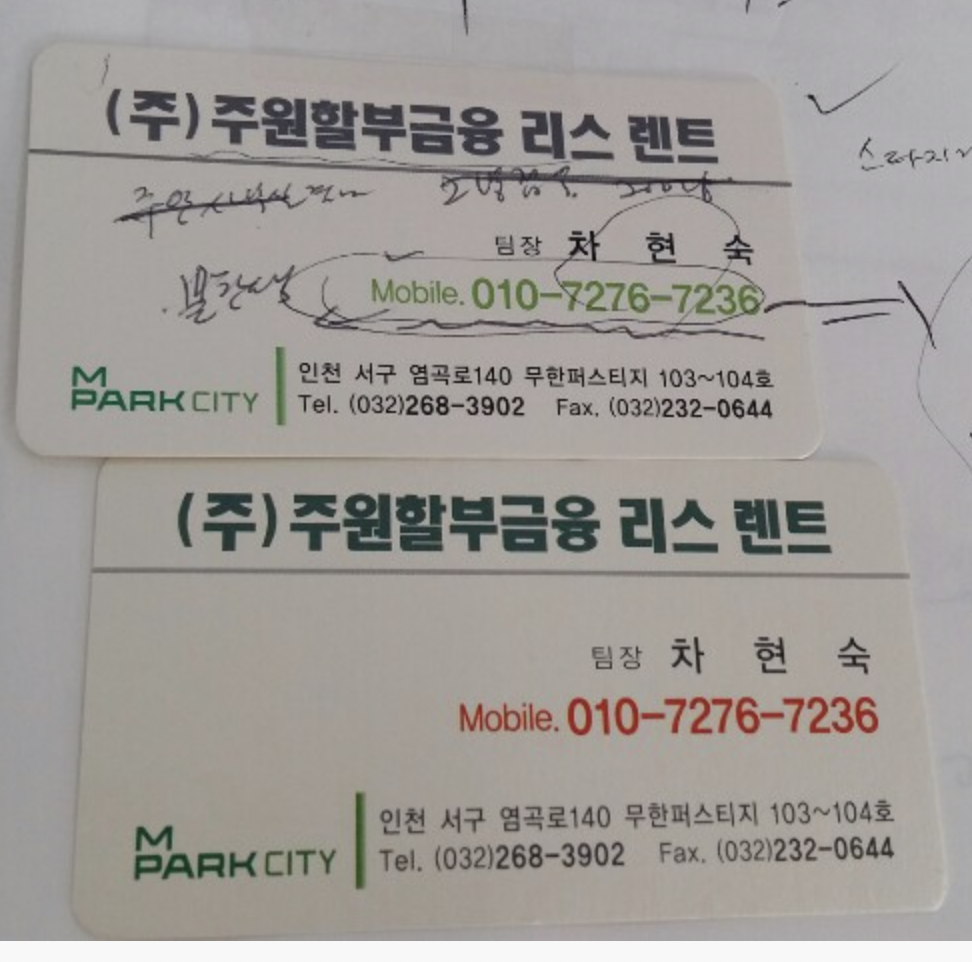 (주)주원할부금융 리스 렌트
팀장 차 현 숙
Mobile. 010-7276-7236
M
PARK CITY
인천 서구 염곡로140 무한퍼스티지 103~104호
Tel. (032)268-3902 Fax. (032)232-0644
(주)주원할부금융 리스 렌트
팀장 차 현 숙
Mobile. 010-7276-7236
M
PARK CITY
인천 서구 염곡로140 무한퍼스티지 103~104호
Tel. (032)268-3902 Fax. (032)232-0644